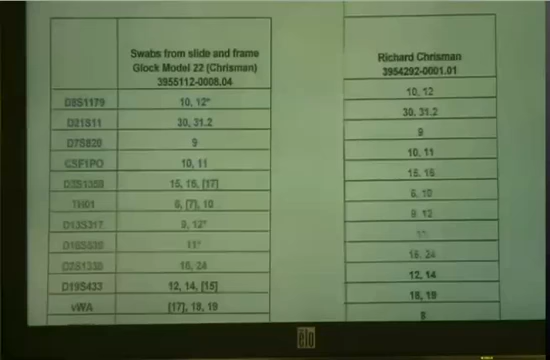 Swabs from slide and frame
Glock Model 22 (Chrisman)
3955112-0008.04
Richard Chrisman
3954292-0001.01
D8S1179 10, 12* 10, 12
D21S11 30, 31.2 30, 31.2
D7S820 9 9
CSF1PO 10, 11 10, 11
D3S1358 15, 16, [17] 15, 16
TH01 6, [7], 10 6, 10
D13S317 9, 12* 9, 12
D16S539 11* 11
D2S1338 16, 24 16, 24
D19S433 12, 14, [15] 12, 14
vWA [17], 18, 19 18, 19
8
elo